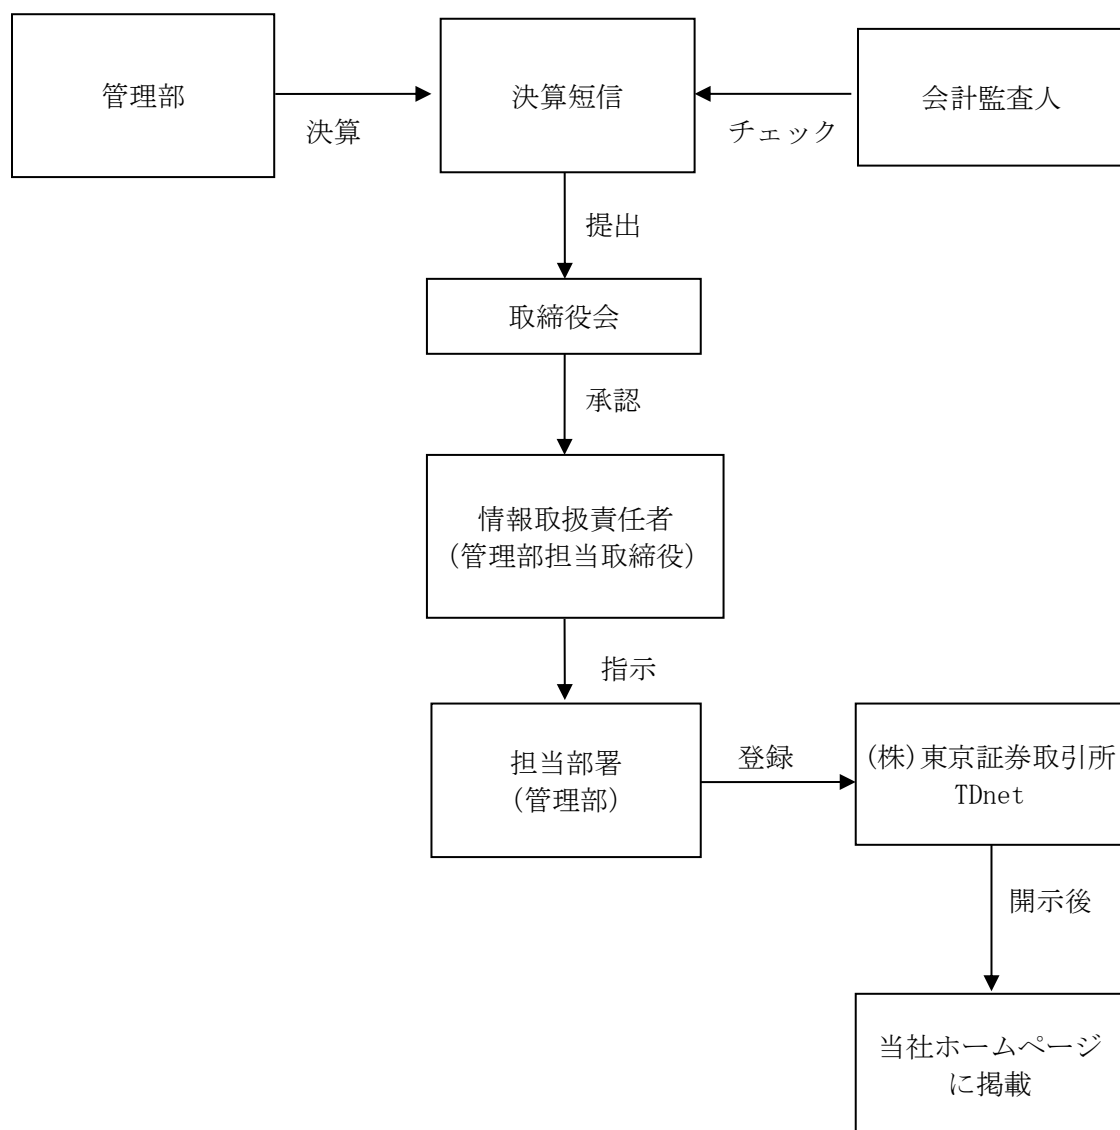 管理部
決算
決算短信
チェック
会計監査人
提出
取締役会
承認
情報取扱責任者
(管理部担当取締役)
指示
担当部署
(管理部)
登録
(株)東京証券取引所
TDnet
開示後
当社ホームページ
に掲載